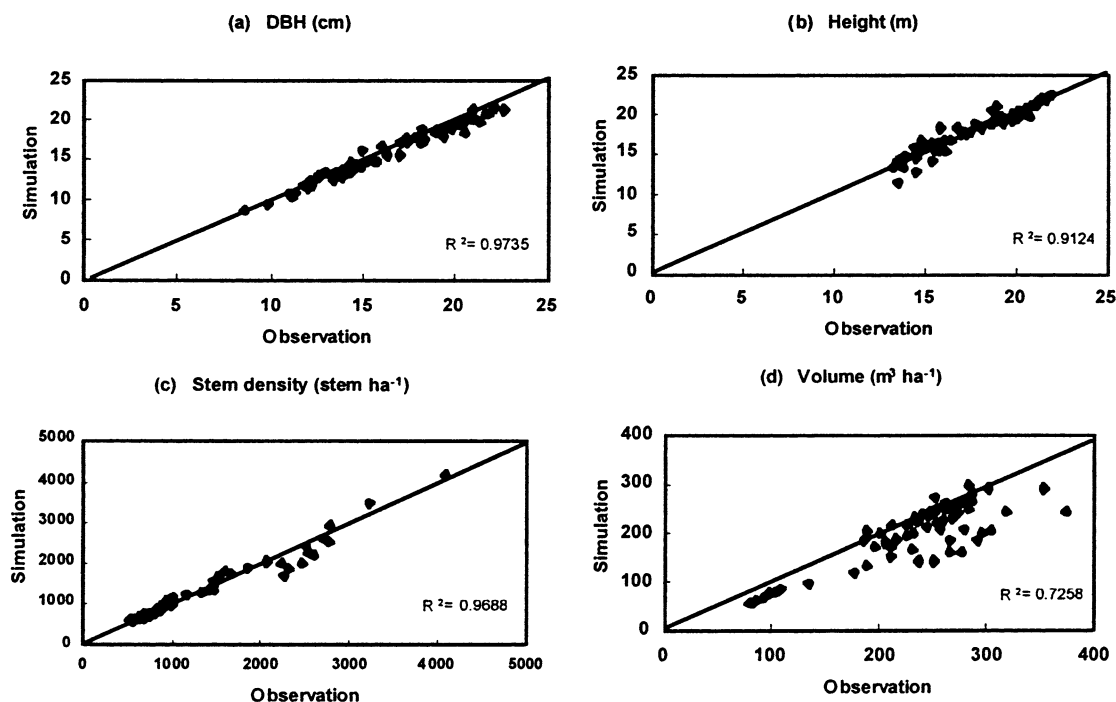 (a) DBH (cm)
25
20
15
10
5
0
Simulation
R²= 0.9735
0 5 10 15 20 25
Observation
(b) Height (m)
25
20
15
10
5
0
Simulation
R²= 0.9124
0 5 10 15 20 25
Observation
(c) Stem density (stem ha⁻¹)
5000
4000
3000
2000
1000
0
Simulation
R²= 0.9688
0 1000 2000 3000 4000 5000
Observation
(d) Volume (m³ ha⁻¹)
400
300
200
100
0
Simulation
R²= 0.7258
0 100 200 300 400
Observation